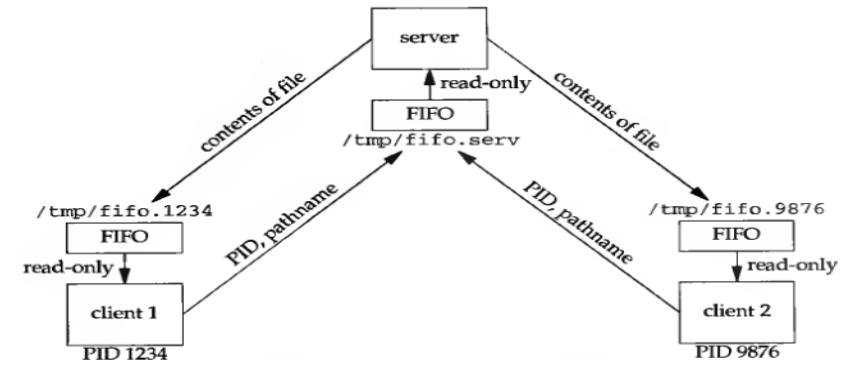 server
read-only
contents of file
contents of file
FIFO
/tmp/fifo.serv
PID, pathname
PID, pathname
/tmp/fifo.1234
FIFO
read-only
client 1
PID 1234
/tmp/fifo.9876
FIFO
read-only
client 2
PID 9876